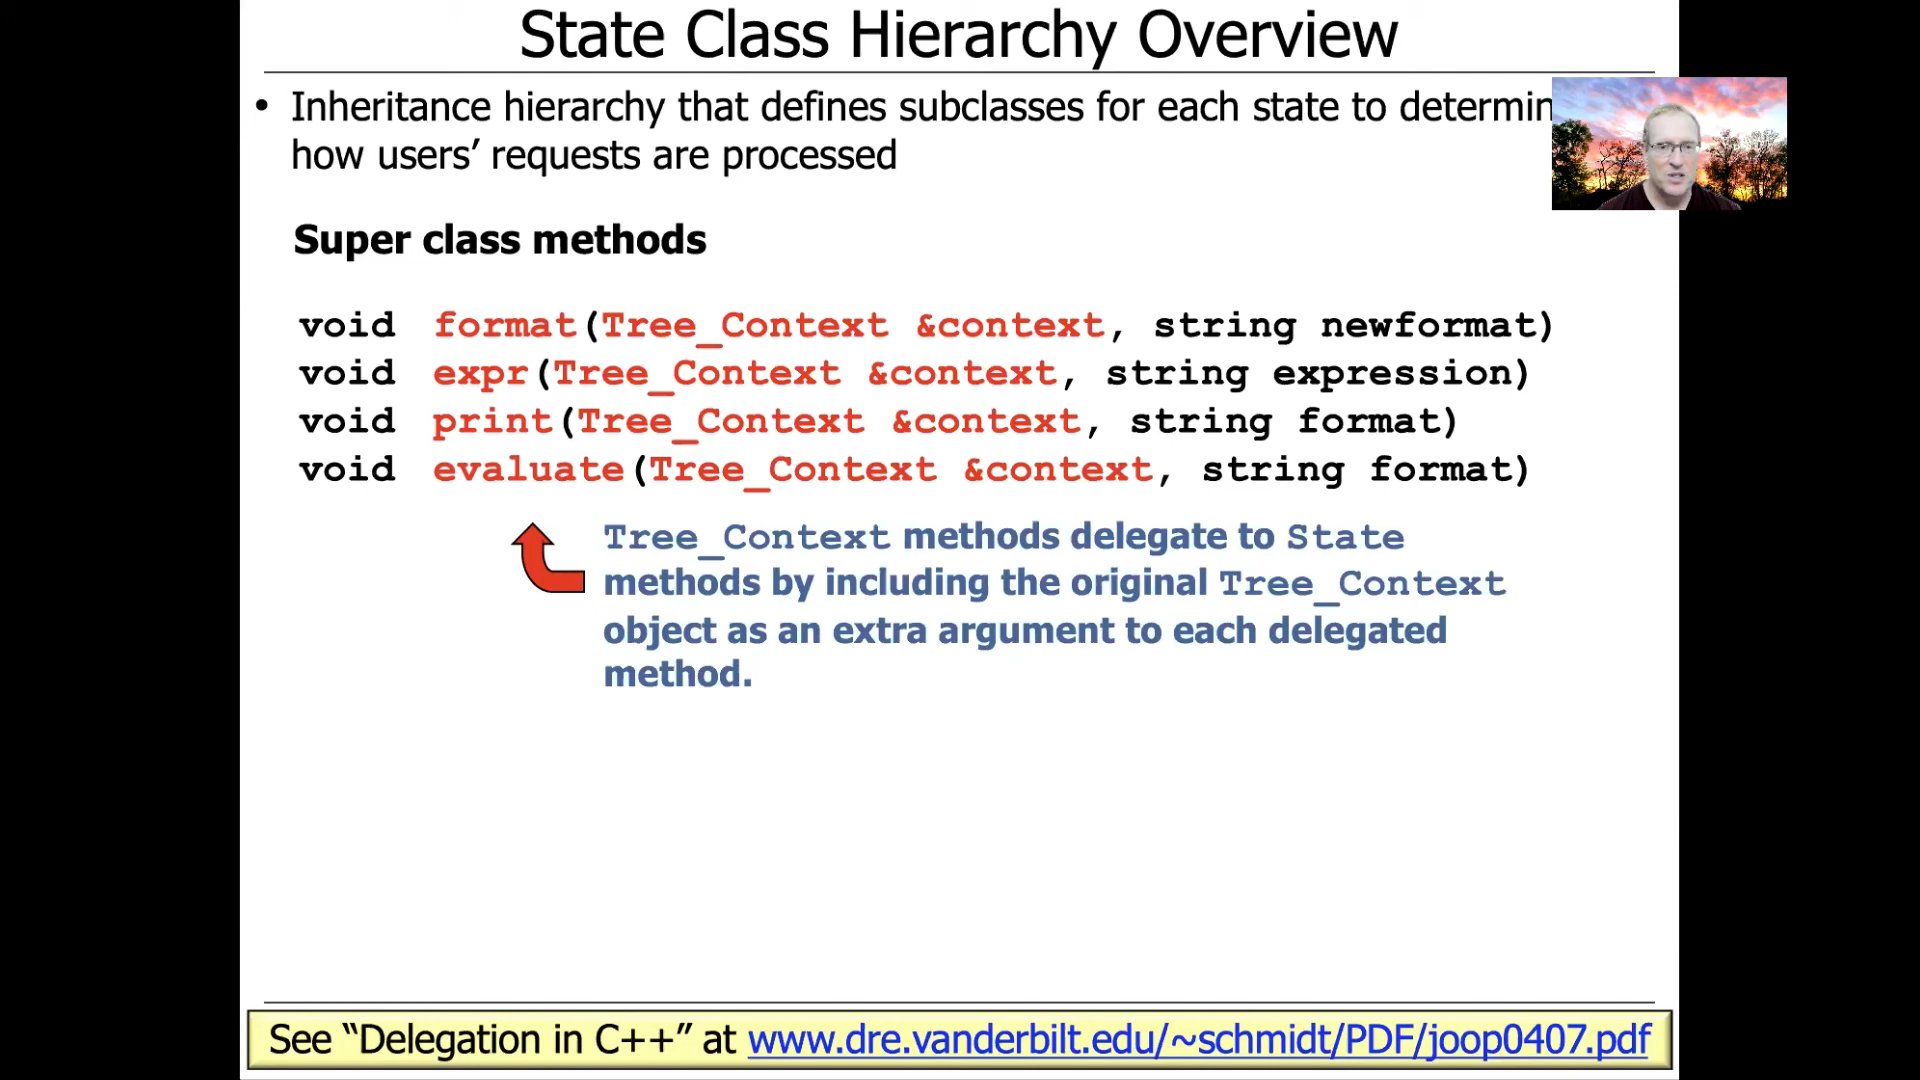 State Class Hierarchy Overview
• Inheritance hierarchy that defines subclasses for each state to determin
how users’ requests are processed
Super class methods
void format(Tree_Context &context, string newformat)
void expr(Tree_Context &context, string expression)
void print(Tree_Context &context, string format)
void evaluate(Tree_Context &context, string format)
Tree_Context methods delegate to State
methods by including the original Tree_Context
object as an extra argument to each delegated
method.
See “Delegation in C++” at www.dre.vanderbilt.edu/~schmidt/PDF/joop0407.pdf